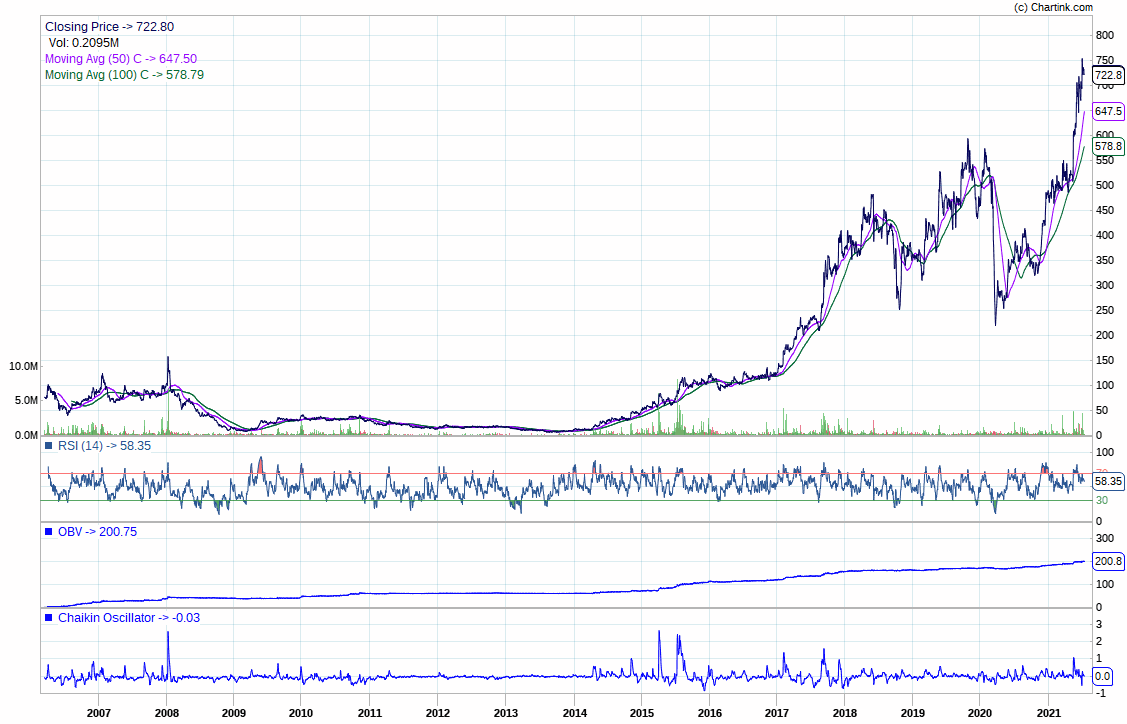 (c) Chartink.com
Closing Price -> 722.80
Vol: 0.2095M
Moving Avg (50) C -> 647.50
Moving Avg (100) C -> 578.79
800
750
722.8
700
647.5
600
578.8
550
500
450
400
350
300
250
200
150
100
50
0
10.0M
5.0M
0.0M
RSI (14) -> 58.35
100
70
58.35
30
0
OBV -> 200.75
300
200.8
100
0
Chaikin Oscillator -> -0.03
3
2
1
0.0
-1
2007 2008 2009 2010 2011 2012 2013 2014 2015 2016 2017 2018 2019 2020 2021